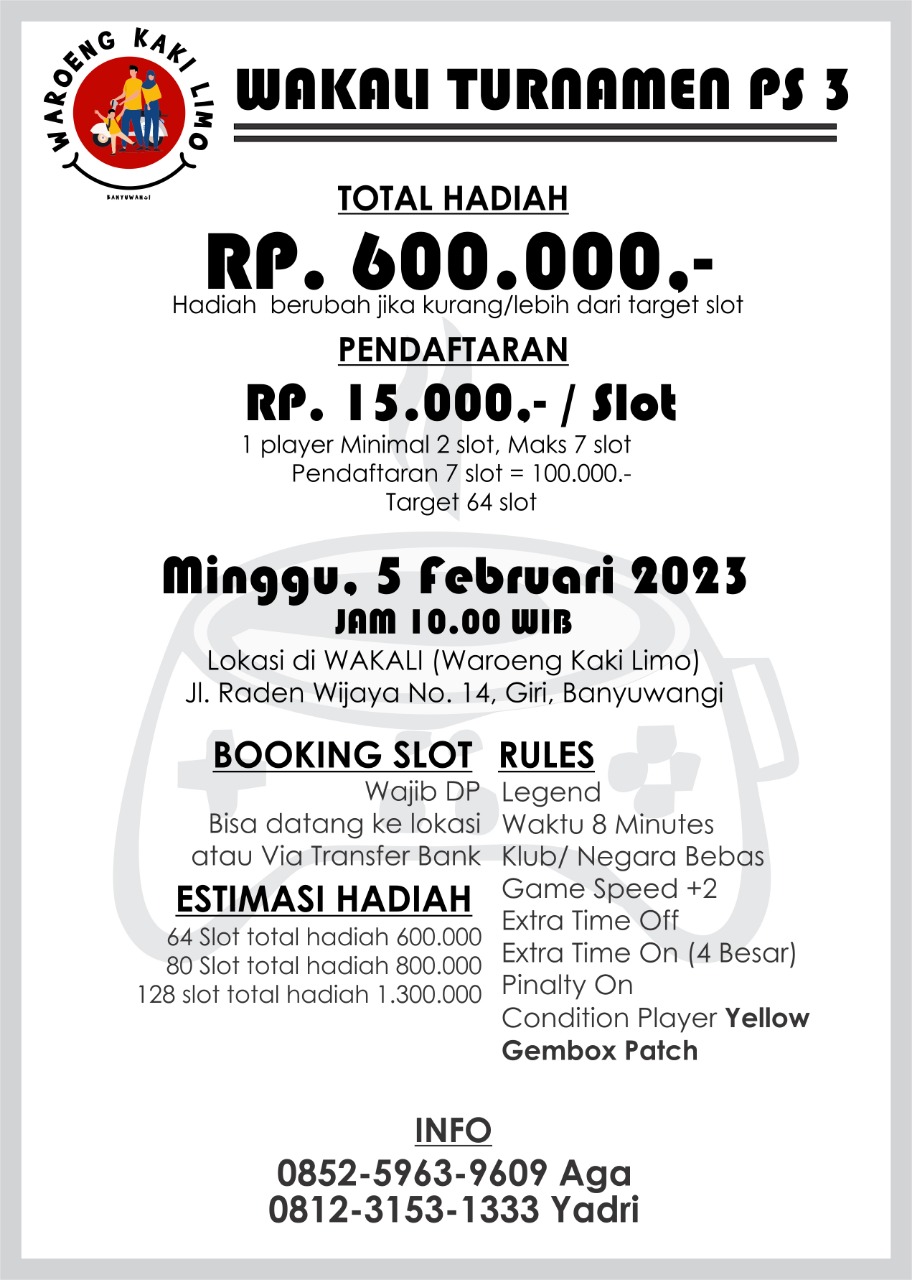 WAROENG KAKI LIMO
BANYUWANGI
WAKALI TURNAMEN PS 3
TOTAL HADIAH
RP. 600.000,-
Hadiah berubah jika kurang/lebih dari target slot
PENDAFTARAN
RP. 15.000,- / Slot
1 player Minimal 2 slot, Maks 7 slot
Pendaftaran 7 slot = 100.000.-
Target 64 slot
Minggu, 5 Februari 2023
JAM 10.00 WIB
Lokasi di WAKALI (Waroeng Kaki Limo)
Jl. Raden Wijaya No. 14, Giri, Banyuwangi
BOOKING SLOT
Wajib DP
Bisa datang ke lokasi
atau Via Transfer Bank
ESTIMASI HADIAH
64 Slot total hadiah 600.000
80 Slot total hadiah 800.000
128 slot total hadiah 1.300.000
RULES
Legend
Waktu 8 Minutes
Klub/ Negara Bebas
Game Speed +2
Extra Time Off
Extra Time On (4 Besar)
Pinalty On
Condition Player Yellow
Gembox Patch
INFO
0852-5963-9609 Aga
0812-3153-1333 Yadri